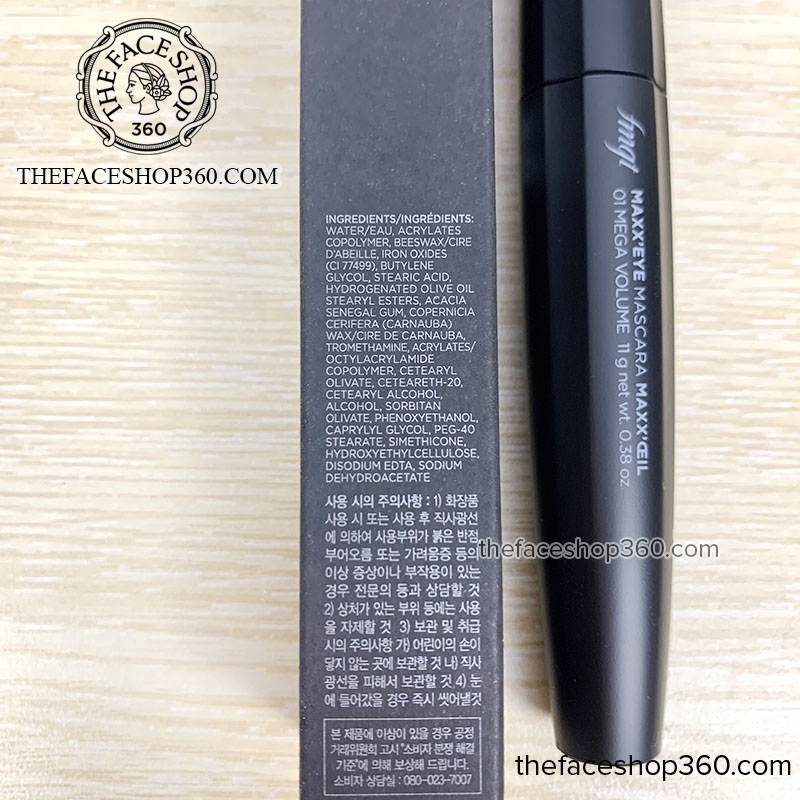 THE FACE SHOP
360
THEFACESHOP360.COM
INGREDIENTS/INGRÉDIENTS:
WATER/EAU, ACRYLATES
COPOLYMER, BEESWAX/CIRE
D'ABEILLE, IRON OXIDES
(CI 77499), BUTYLENE
GLYCOL, STEARIC ACID,
HYDROGENATED OLIVE OIL
STEARYL ESTERS, ACACIA
SENEGAL GUM, COPERNICIA
CERIFERA (CARNAUBA)
WAX/CIRE DE CARNAUBA,
TROMETHAMINE, ACRYLATES/
OCTYLACRYLAMIDE
COPOLYMER, CETEARYL
OLIVATE, CETEARETH-20,
CETEARYL ALCOHOL,
ALCOHOL, SORBITAN
OLIVATE, PHENOXYETHANOL,
CAPRYLYL GLYCOL, PEG-40
STEARATE, SIMETHICONE,
HYDROXYETHYLCELLULOSE,
DISODIUM EDTA, SODIUM
DEHYDROACETATE
사용 시의 주의사항 : 1) 화장품
사용 시 또는 사용 후 직사광선
에 의하여 사용부위가 붉은 반점
부어오름 또는 가려움증 등의
이상 증상이나 부작용이 있는
경우 전문의 등과 상담할 것
2) 상처가 있는 부위 등에는 사용
을 자제할 것 3) 보관 및 취급
시의 주의사항 가) 어린이의 손이
닿지 않는 곳에 보관할 것 나) 직사
광선을 피해서 보관할 것 4) 눈
에 들어갔을 경우 즉시 씻어낼것
본 제품에 이상이 있을 경우 공정
거래위원회 고시 "소비자 분쟁 해결
기준"에 의해 보상해 드립니다.
소비자 상담실 : 080-023-7007
fmgt
MAXX'EYE MASCARA MAXX'ŒIL
01 MEGA VOLUME 11 g net wt. 0.38 oz
thefaceshop360.com
thefaceshop360.com